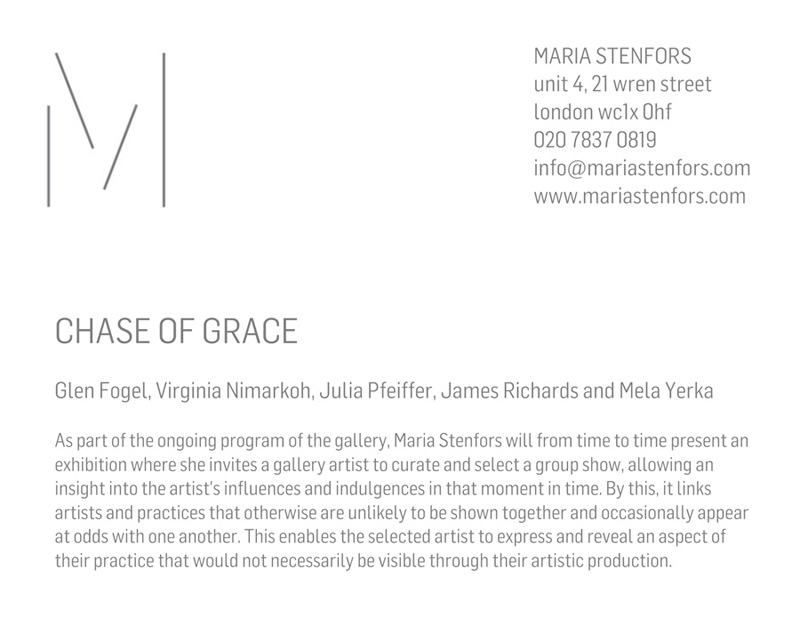 MARIA STENFORS
unit 4, 21 wren street
london wc1x 0hf
020 7837 0819
info@mariastenfors.com
www.mariastenfors.com
CHASE OF GRACE
Glen Fogel, Virginia Nimarkoh, Julia Pfeiffer, James Richards and Mela Yerka
As part of the ongoing program of the gallery, Maria Stenfors will from time to time present an
exhibition where she invites a gallery artist to curate and select a group show, allowing an
insight into the artist's influences and indulgences in that moment in time. By this, it links
artists and practices that otherwise are unlikely to be shown together and occasionally appear
at odds with one another. This enables the selected artist to express and reveal an aspect of
their practice that would not necessarily be visible through their artistic production.